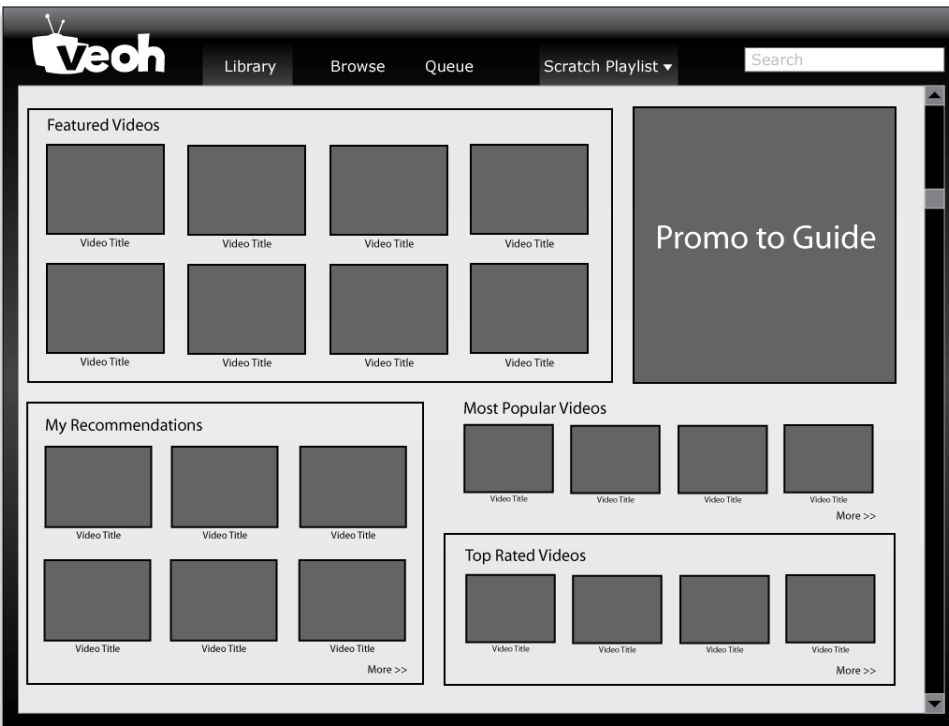 veoh
Library Browse Queue Scratch Playlist Search
Featured Videos
Promo to Guide
Video Title Video Title Video Title Video Title
Video Title Video Title Video Title Video Title
My Recommendations
Video Title Video Title Video Title
Video Title Video Title Video Title
More >>
Most Popular Videos
Video Title Video Title Video Title Video Title
More >>
Top Rated Videos
Video Title Video Title Video Title Video Title
More >>